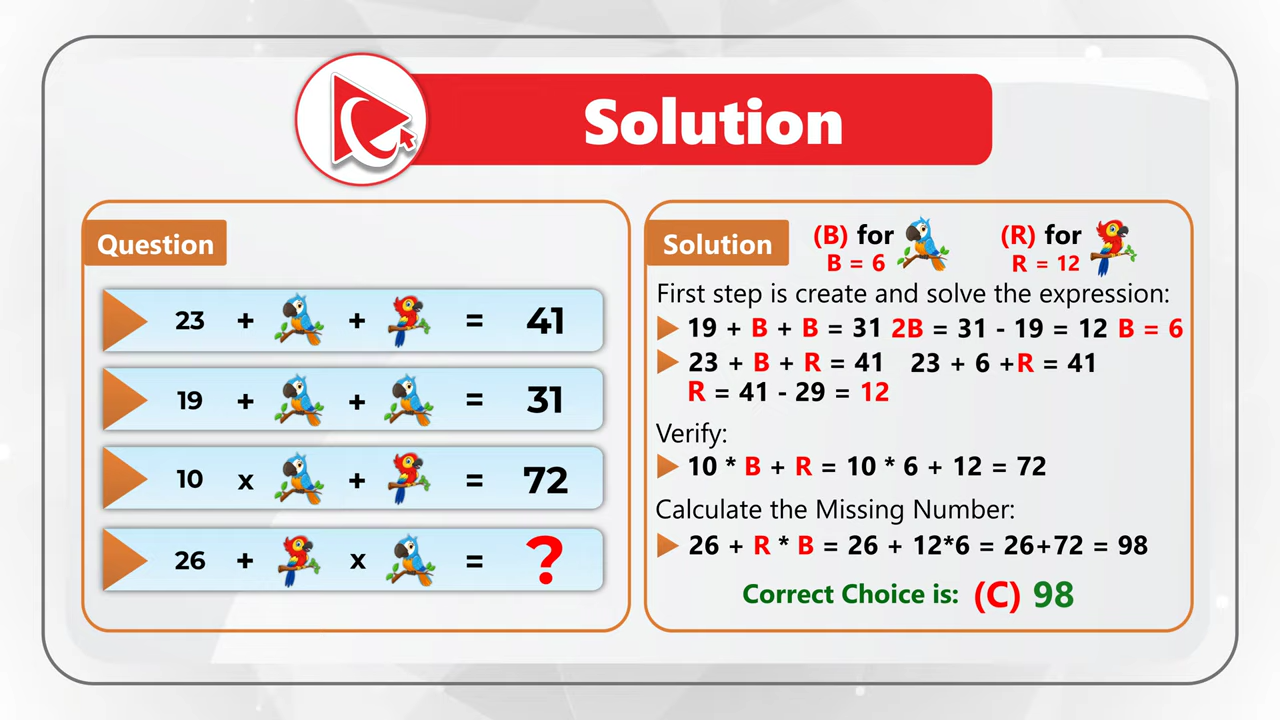 Solution
Question
23 + + = 41
19 + + = 31
10 x + = 72
26 + x = ?
Solution
(B) for
B = 6
(R) for
R = 12
First step is create and solve the expression:
19 + B + B = 31 2B = 31 - 19 = 12 B = 6
23 + B + R = 41 23 + 6 +R = 41
R = 41 - 29 = 12
Verify:
10 * B + R = 10 * 6 + 12 = 72
Calculate the Missing Number:
26 + R * B = 26 + 12*6 = 26+72 = 98
Correct Choice is: (C) 98